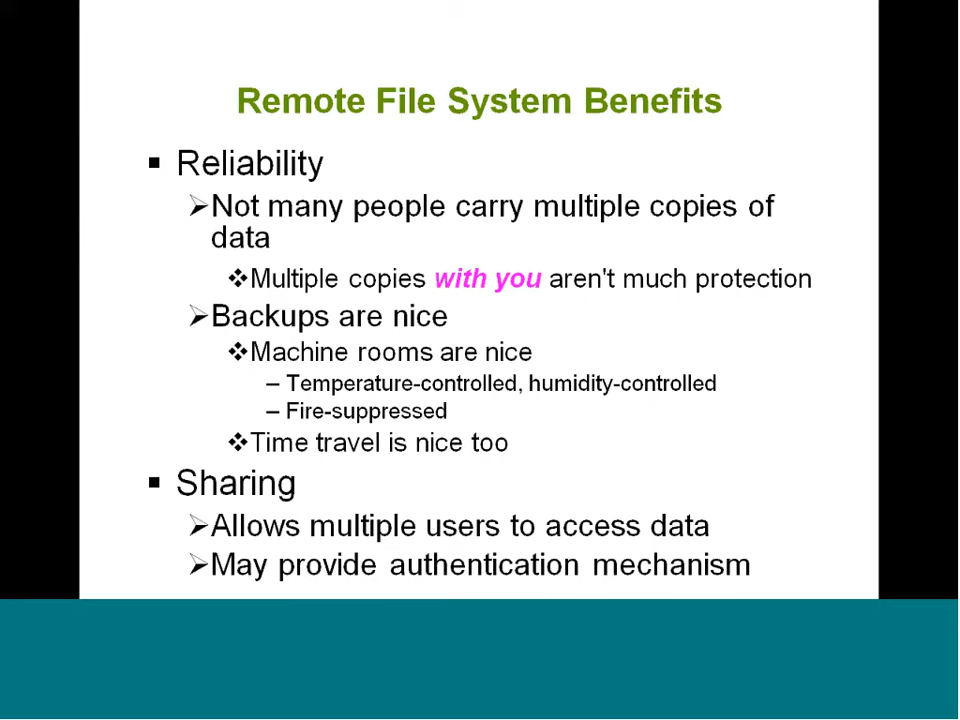 Remote File System Benefits
▪ Reliability
➢Not many people carry multiple copies of
data
❖Multiple copies with you aren't much protection
➢Backups are nice
❖Machine rooms are nice
– Temperature-controlled, humidity-controlled
– Fire-suppressed
❖Time travel is nice too
▪ Sharing
➢Allows multiple users to access data
➢May provide authentication mechanism